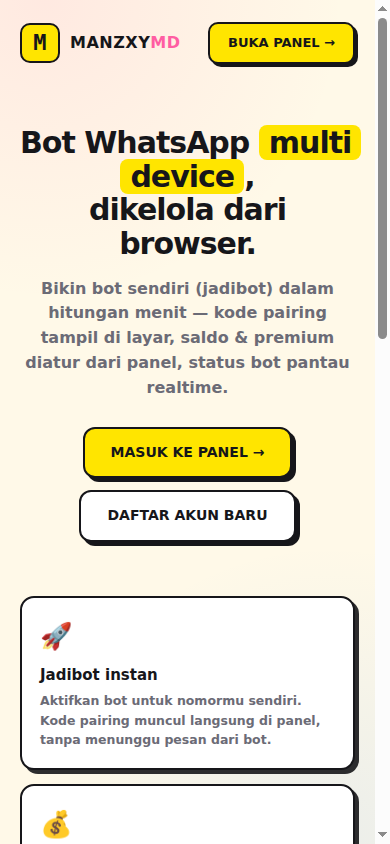 M MANZXYMD BUKA PANEL →
Bot WhatsApp multi
device,
dikelola dari
browser.
Bikin bot sendiri (jadibot) dalam
hitungan menit — kode pairing
tampil di layar, saldo & premium
diatur dari panel, status bot pantau
realtime.
MASUK KE PANEL →
DAFTAR AKUN BARU
Jadibot instan
Aktifkan bot untuk nomormu sendiri.
Kode pairing muncul langsung di panel,
tanpa menunggu pesan dari bot.